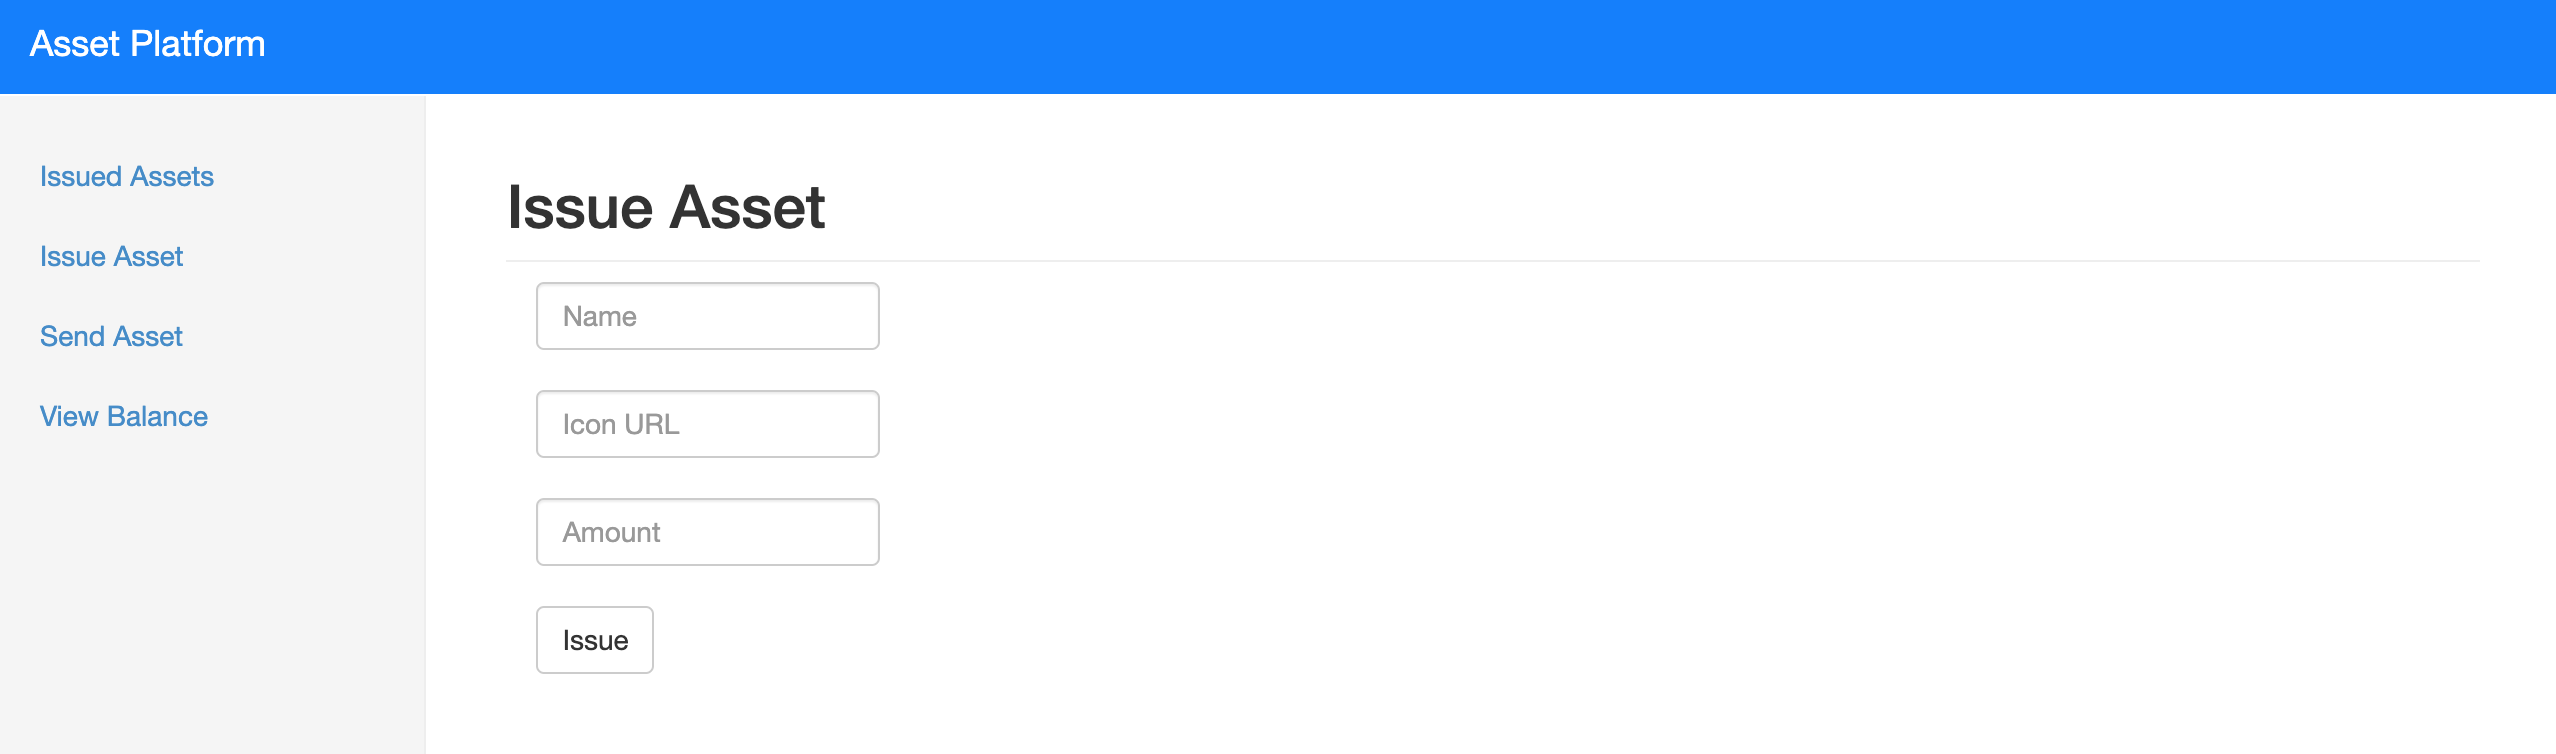 Asset Platform
Issued Assets
Issue Asset
Send Asset
View Balance
Issue Asset
Name
Icon URL
Amount
Issue